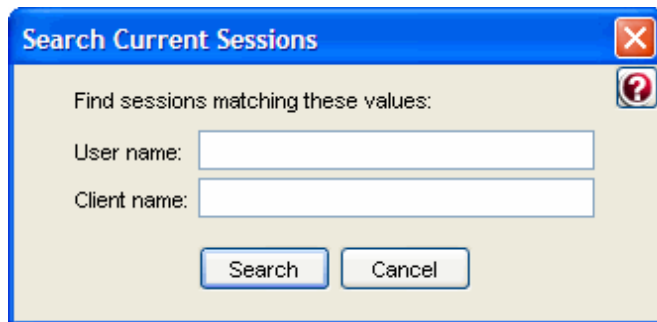 Search Current Sessions
Find sessions matching these values:
User name:
Client name:
Search Cancel